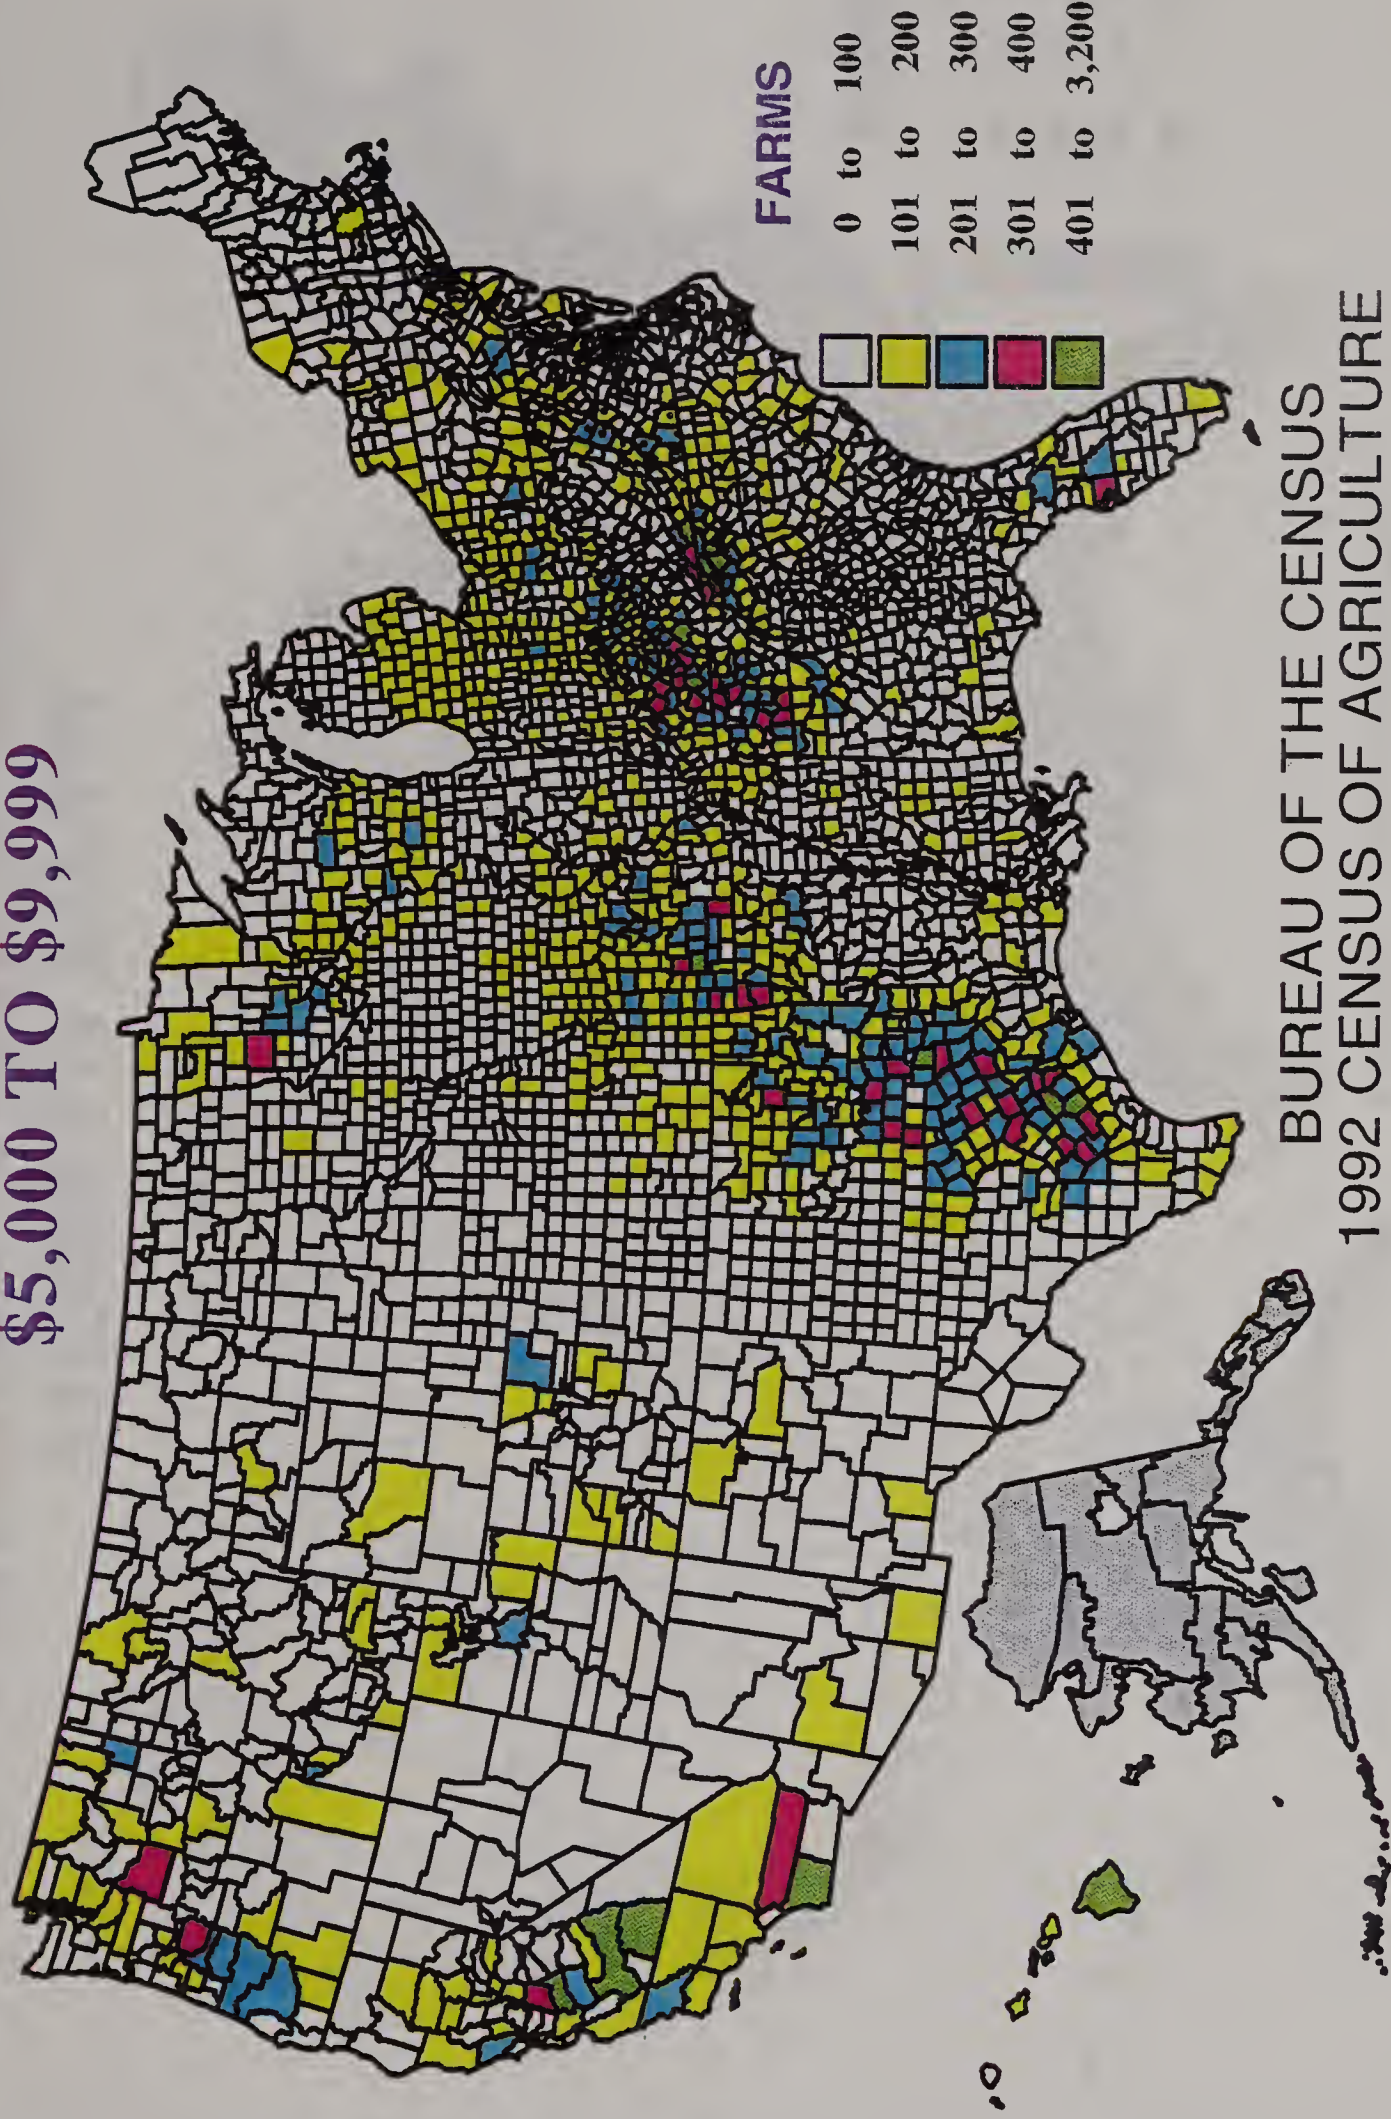 $5,000 TO $9,999
FARMS
0 to 100
101 to 200
201 to 300
301 to 400
401 to 3,200
BUREAU OF THE CENSUS
1992 CENSUS OF AGRICULTURE